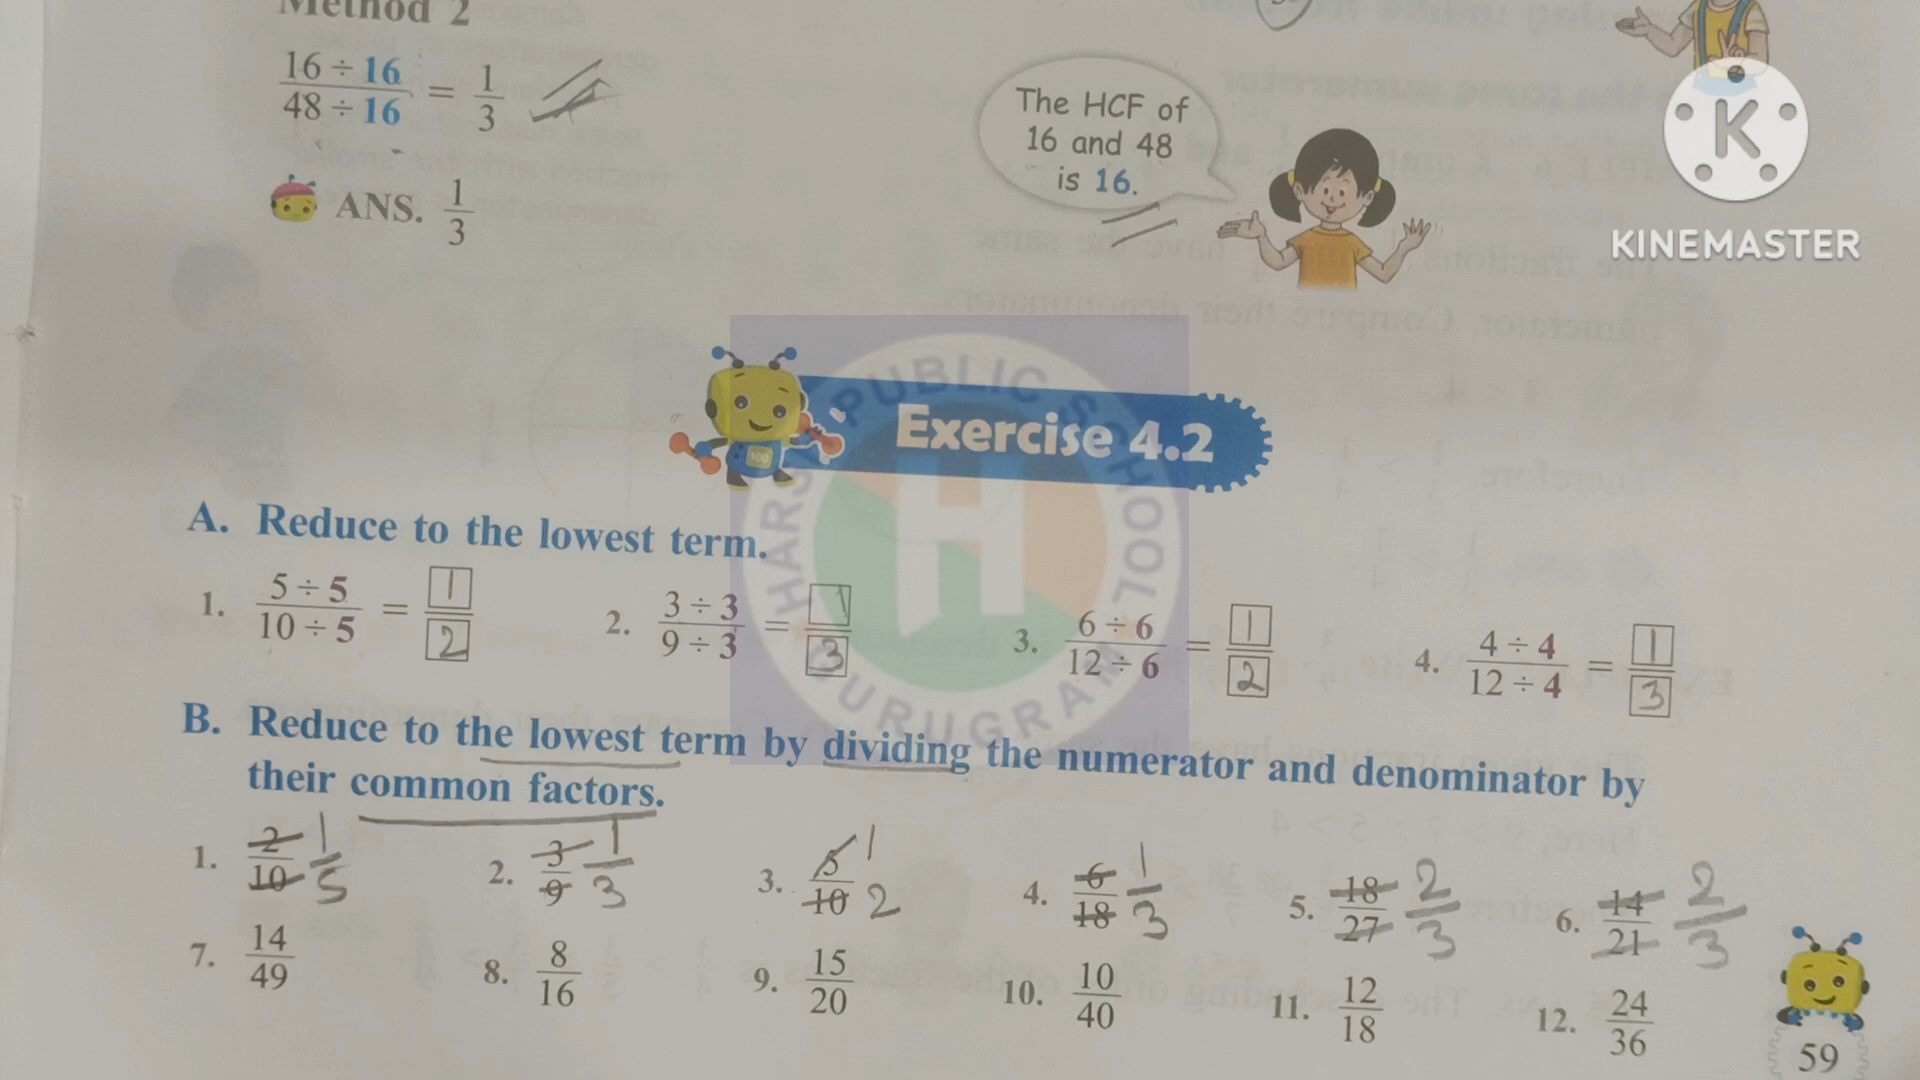 Method 2
16 ÷ 16 / 48 ÷ 16 = 1/3
The HCF of
16 and 48
is 16.
ANS. 1/3
KINEMASTER
PUBLIC SCHOOL
GURUGRAM
Exercise 4.2
A. Reduce to the lowest term.
1. 5 ÷ 5 / 10 ÷ 5 = 1/2 2. 3 ÷ 3 / 9 ÷ 3 = 1/3 3. 6 ÷ 6 / 12 ÷ 6 = 1/2 4. 4 ÷ 4 / 12 ÷ 4 = 1/3
B. Reduce to the lowest term by dividing the numerator and denominator by
their common factors.
1. 2/10 1/5 2. 3/9 1/3 3. 5/10 1 2 4. 6/18 1/3 5. 18/27 2/3 6. 14/21 2/3
7. 14/49 8. 8/16 9. 15/20 10. 10/40 11. 12/18 12. 24/36
59